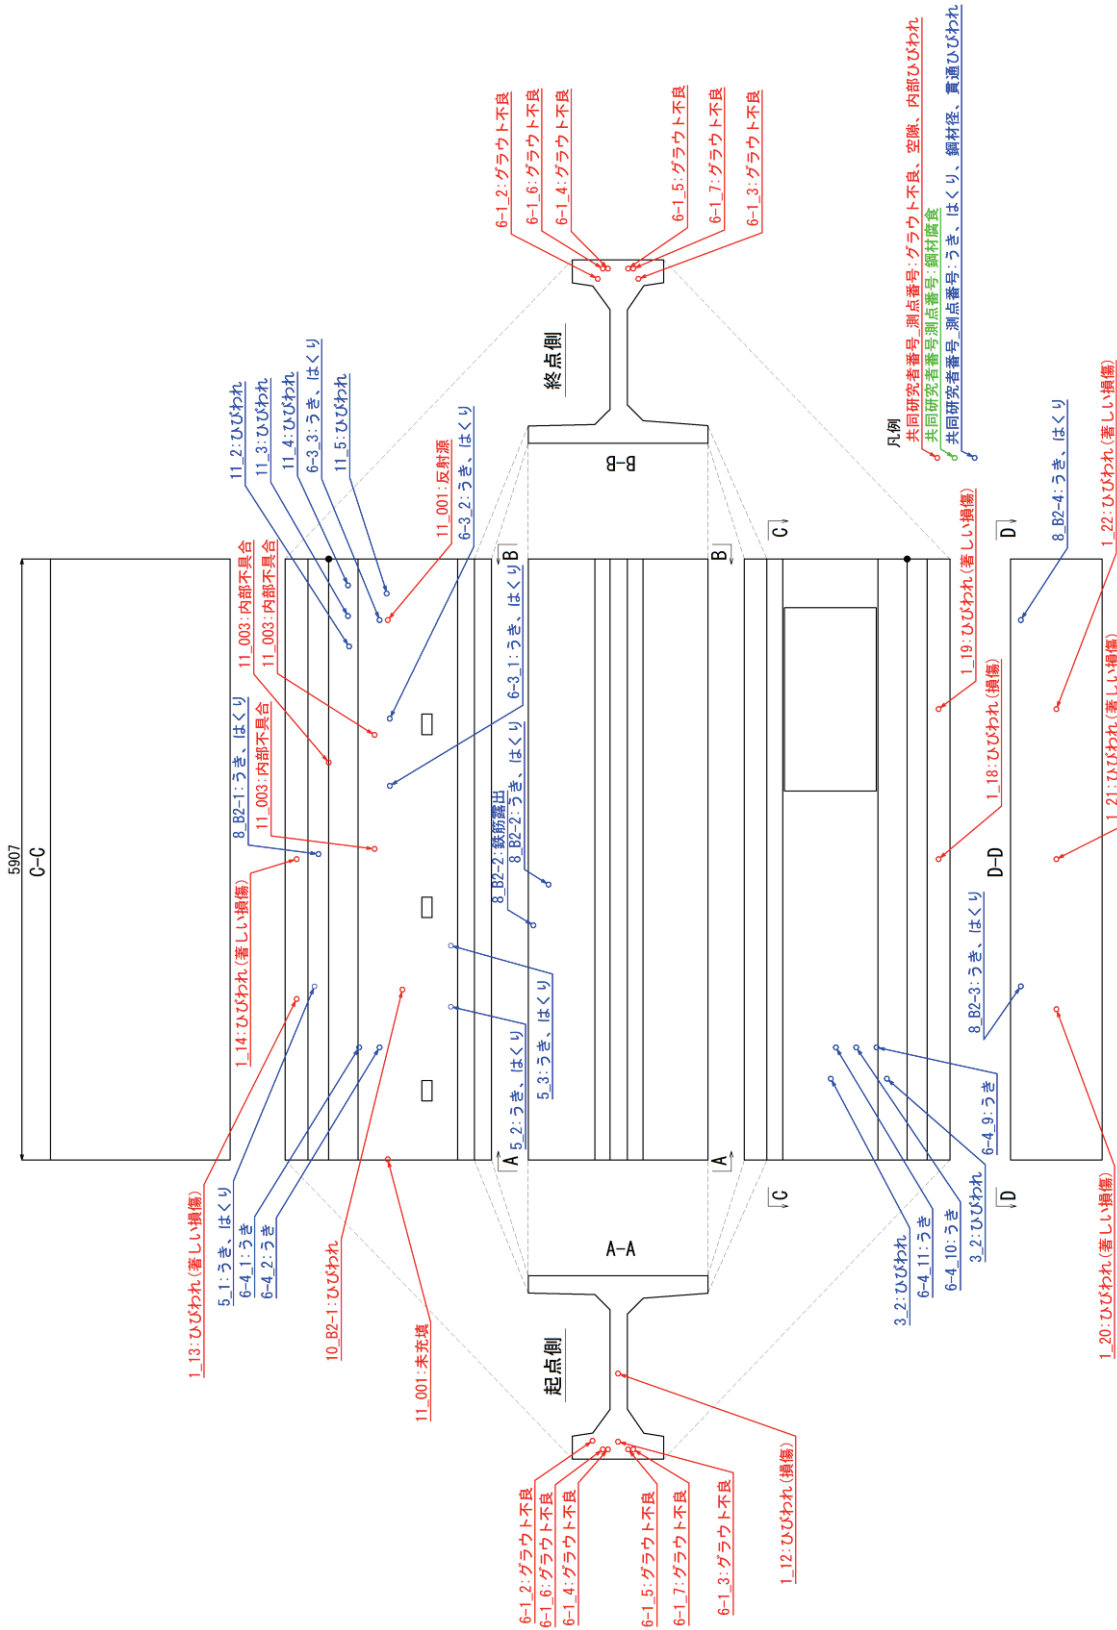 5907
C-C
1_13:ひびわれ(著しい損傷)
5_1:うき、はくり
6-4_1:うき
6-4_2:うき
10_B2-1:ひびわれ
11_001:未充填
1_14:ひびわれ(著しい損傷)
8_B2-1:うき、はくり
11_003:内部不具合
11_003:内部不具合
11_003:内部不具合
11_2:ひびわれ
11_3:ひびわれ
11_4:ひびわれ
6-3_3:うき、はくり
11_5:ひびわれ
11_001:反射源
6-3_2:うき、はくり
6-3_1:うき、はくり
8_B2-2:鉄筋露出
8_B2-2:うき、はくり
5_2:うき、はくり
5_3:うき、はくり
A
B
A
B
起点側
A-A
6-1_2:グラウト不良
6-1_6:グラウト不良
6-1_4:グラウト不良
6-1_5:グラウト不良
6-1_7:グラウト不良
6-1_3:グラウト不良
1_12:ひびわれ(損傷)
終点側
B-B
6-1_2:グラウト不良
6-1_6:グラウト不良
6-1_4:グラウト不良
6-1_5:グラウト不良
6-1_7:グラウト不良
6-1_3:グラウト不良
C
C
3_2:ひびわれ
6-4_11:うき
6-4_10:うき
3_2:ひびわれ
6-4_9:うき
1_18:ひびわれ(損傷)
1_19:ひびわれ(著しい損傷)
D
D
D-D
8_B2-3:うき、はくり
8_B2-4:うき、はくり
1_20:ひびわれ(著しい損傷)
1_21:ひびわれ(著しい損傷)
1_22:ひびわれ(著しい損傷)
凡例
共同研究者番号_測点番号:グラウト不良、空隙、内部ひびわれ
共同研究者番号測点番号:鋼材腐食
共同研究者番号_測点番号:うき、はくり、鋼材径、貫通ひびわれ